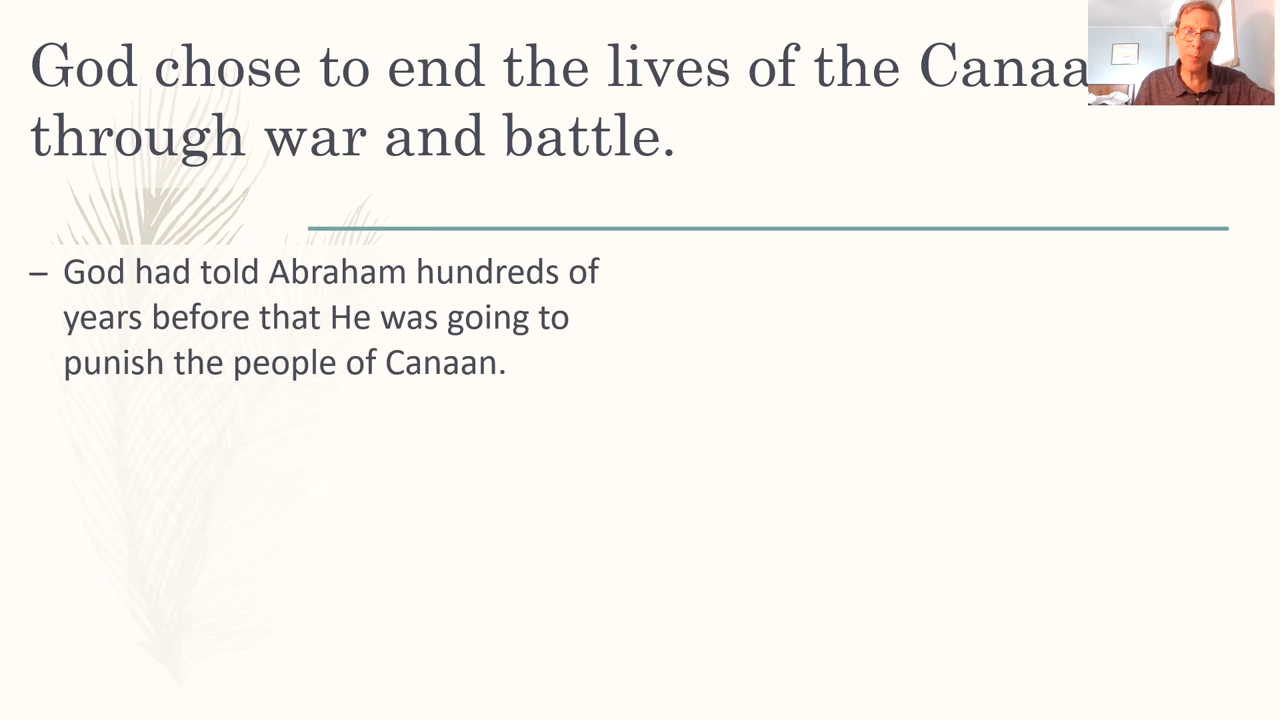 God chose to end the lives of the Canaa
through war and battle.
– God had told Abraham hundreds of
years before that He was going to
punish the people of Canaan.